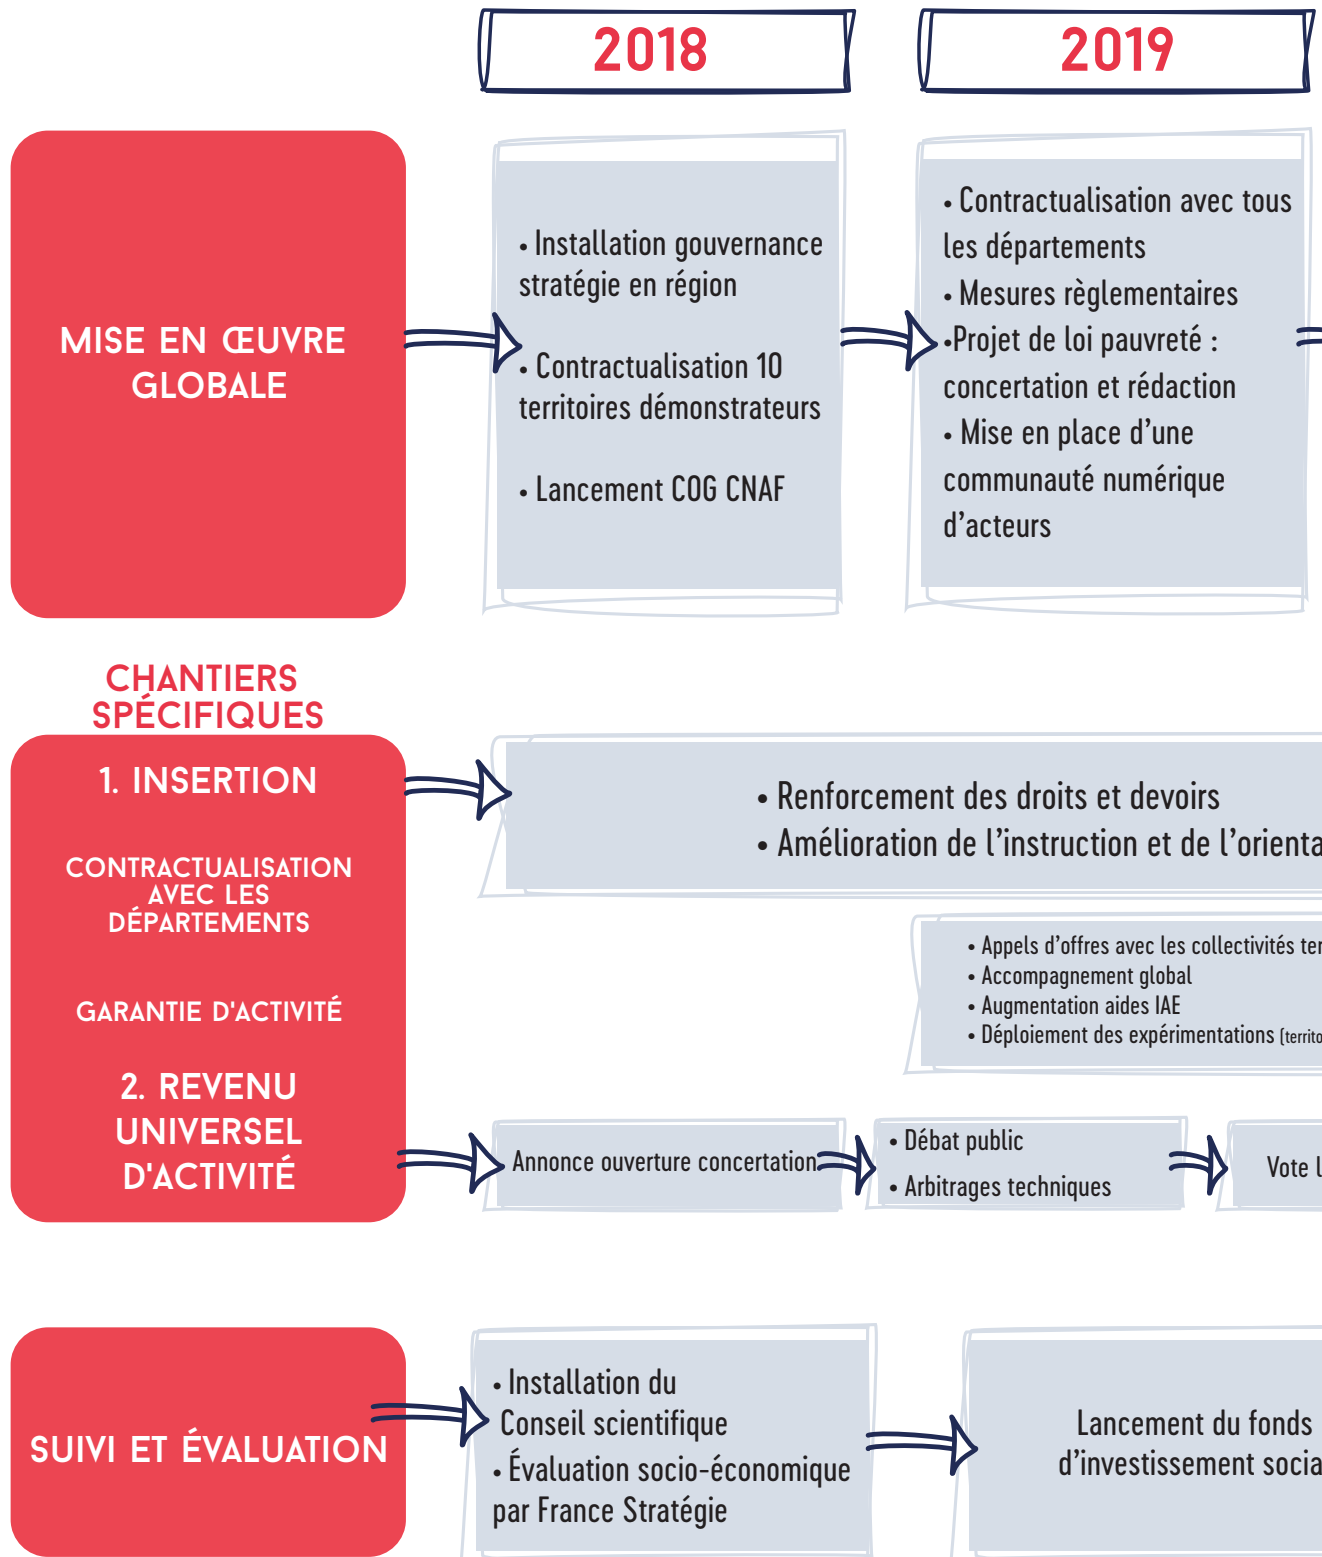 2018
2019
MISE EN ŒUVRE
GLOBALE
• Installation gouvernance
stratégie en région
• Contractualisation 10
territoires démonstrateurs
• Lancement COG CNAF
• Contractualisation avec tous
les départements
• Mesures règlementaires
•Projet de loi pauvreté :
concertation et rédaction
• Mise en place d’une
communauté numérique
d’acteurs
CHANTIERS
SPÉCIFIQUES
1. INSERTION
CONTRACTUALISATION
AVEC LES
DÉPARTEMENTS
GARANTIE D'ACTIVITÉ
2. REVENU
UNIVERSEL
D'ACTIVITÉ
• Renforcement des droits et devoirs
• Amélioration de l’instruction et de
• Appels d’offres avec les collectivités
• Accompagnement global
• Augmentation aides IAE
• Déploiement des expérimentations
Annonce ouverture concertation
• Débat public
• Arbitrages techniques
Vote
SUIVI ET ÉVALUATION
• Installation du
Conseil scientifique
• Évaluation socio-économique
par France Stratégie
Lancement du fonds
d’investissement